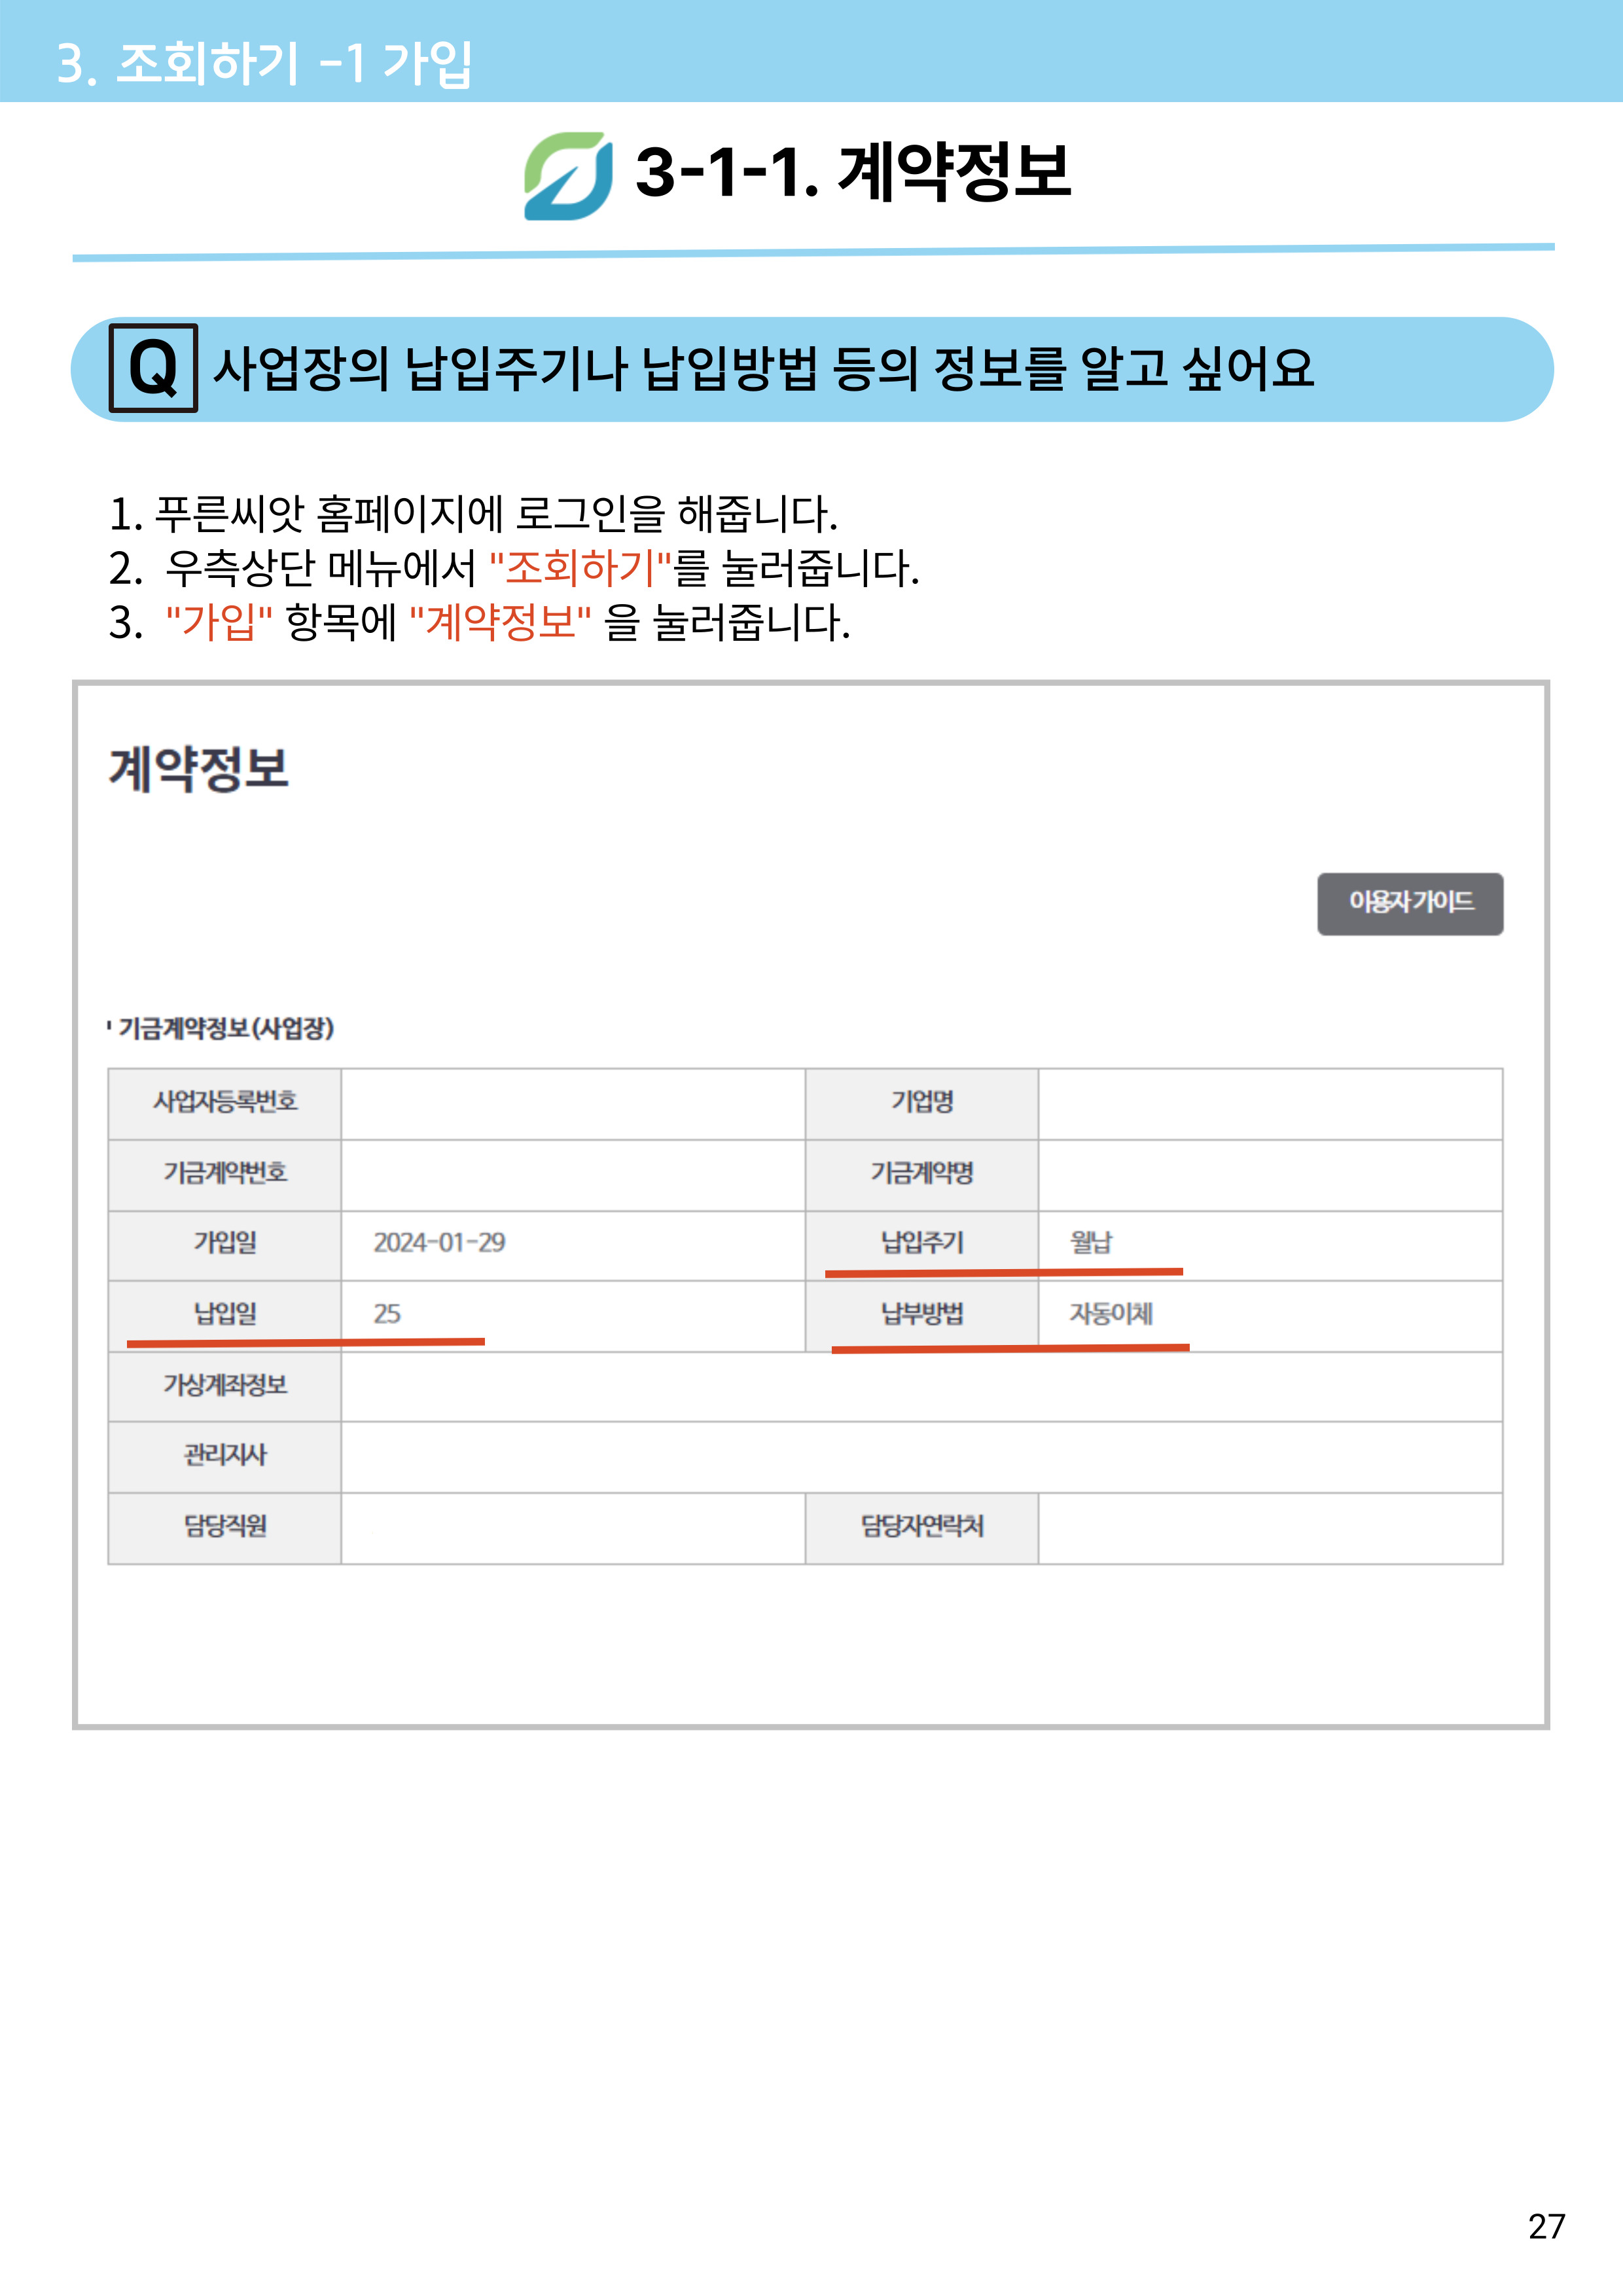 3. 조회하기 -1 가입
3-1-1. 계약정보
Q 사업장의 납입주기나 납입방법 등의 정보를 알고 싶어요
1. 푸른씨앗 홈페이지에 로그인을 해줍니다.
2. 우측상단 메뉴에서 "조회하기"를 눌러줍니다.
3. "가입" 항목에 "계약정보" 을 눌러줍니다.
계약정보
이용자 가이드
기금계약정보(사업장)
사업자등록번호 기업명
기금계약번호 기금계약명
가입일 2024-01-29 납입주기 월납
납입일 25 납부방법 자동이체
가상계좌정보
관리지사
담당직원 담당자연락처
27